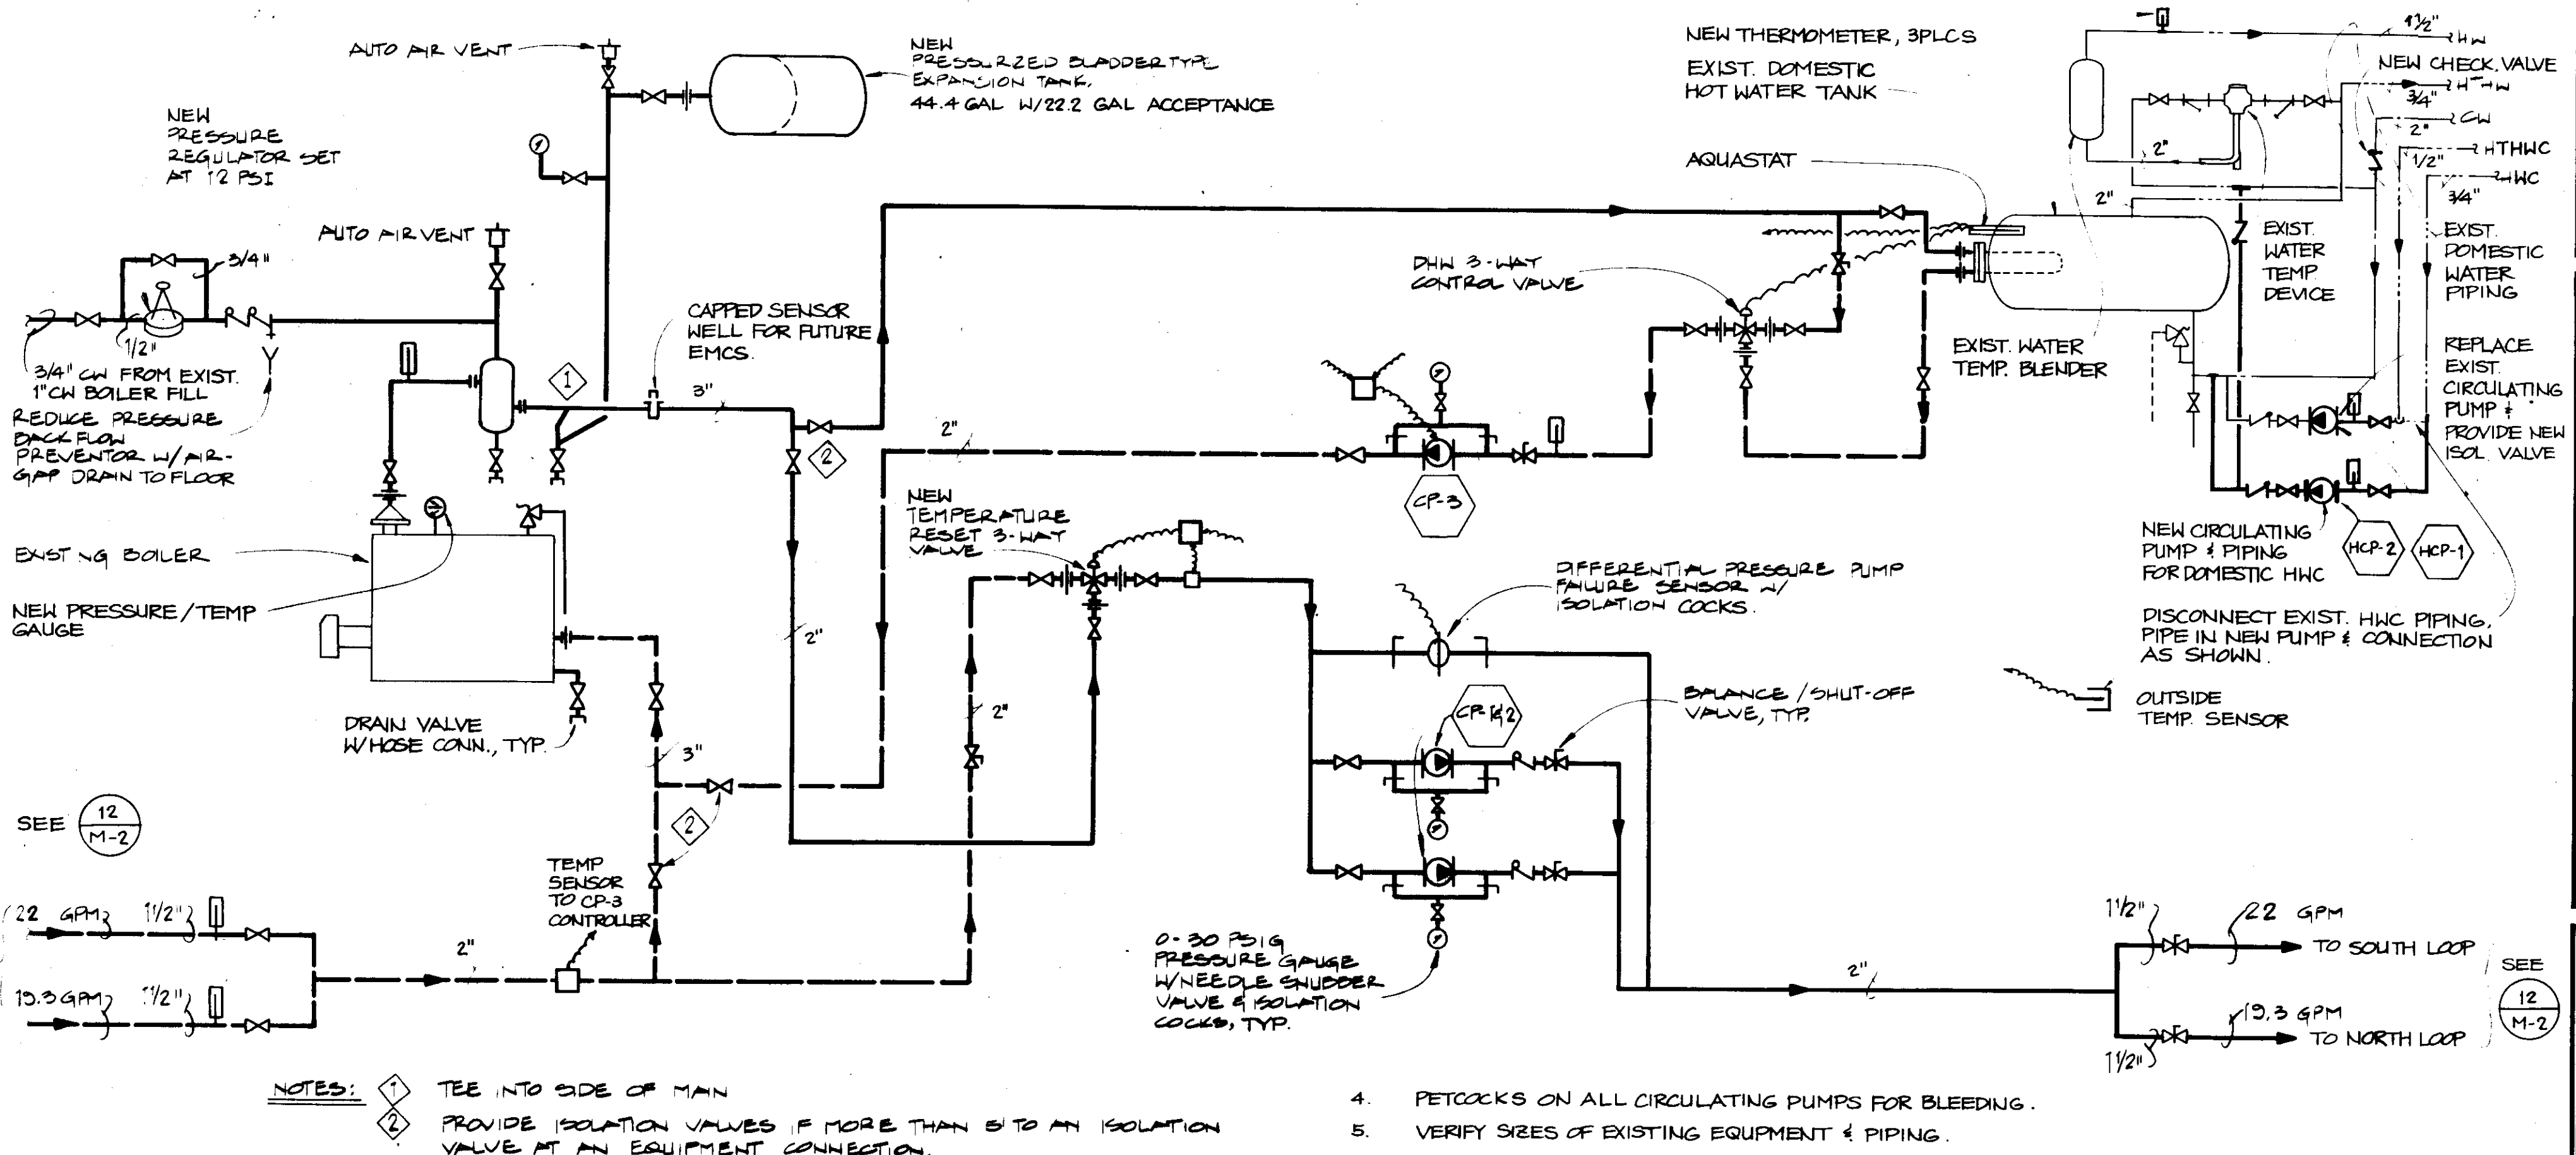 AUTO AIR VENT
NEW
PRESSURIZED BLADDER TYPE
EXPANSION TANK,
44.4 GAL W/22.2 GAL ACCEPTANCE
NEW
PRESSURE
REGULATOR SET
AT 12 PSI
AUTO AIR VENT
3/4"
1/2"
3/4" CW FROM EXIST.
1" CW BOILER FILL
REDUCE PRESSURE
BACK FLOW
PREVENTOR W/AIR-
GAP DRAIN TO FLOOR
CAPPED SENSOR
WELL FOR FUTURE
EMCS.
1
3"
2
EXISTING BOILER
NEW PRESSURE/TEMP
GAUGE
DRAIN VALVE
W/HOSE CONN., TYP.
3"
2"
2
SEE 12
M-2
TEMP
SENSOR
TO CP-3
CONTROLLER
22 GPM 1 1/2"
2"
19.3 GPM 1 1/2"
NEW THERMOMETER, 3PLCS
EXIST. DOMESTIC
HOT WATER TANK
AQUASTAT
DHW 3-WAY
CONTROL VALVE
1 1/2"
HW
NEW CHECK VALVE
HTHW
3/4"
CW
2"
HTHWC
1/2"
HWC
3/4"
2"
2"
EXIST.
WATER
TEMP
DEVICE
EXIST.
DOMESTIC
WATER
PIPING
EXIST. WATER
TEMP. BLENDER
REPLACE
EXIST.
CIRCULATING
PUMP &
PROVIDE NEW
ISOL. VALVE
2"
CP-3
NEW
TEMPERATURE
RESET 3-WAY
VALVE
NEW CIRCULATING
PUMP & PIPING
FOR DOMESTIC HWC
HCP-2
HCP-1
DIFFERENTIAL PRESSURE PUMP
FAILURE SENSOR W/
ISOLATION COCKS.
DISCONNECT EXIST. HWC PIPING,
PIPE IN NEW PUMP & CONNECTION
AS SHOWN.
2"
CP-1&2
BALANCE/SHUT-OFF
VALVE, TYP.
OUTSIDE
TEMP. SENSOR
0-30 PSIG
PRESSURE GAUGE
W/NEEDLE SNUBBER
VALVE & ISOLATION
COCKS, TYP.
2"
1 1/2"
22 GPM
TO SOUTH LOOP
19.3 GPM
TO NORTH LOOP
1 1/2"
SEE
12
M-2
NOTES: 1 TEE INTO SIDE OF MAIN
2 PROVIDE ISOLATION VALVES IF MORE THAN 5' TO AN ISOLATION
VALVE AT AN EQUIPMENT CONNECTION.
4. PETCOCKS ON ALL CIRCULATING PUMPS FOR BLEEDING.
5. VERIFY SIZES OF EXISTING EQUPMENT & PIPING.